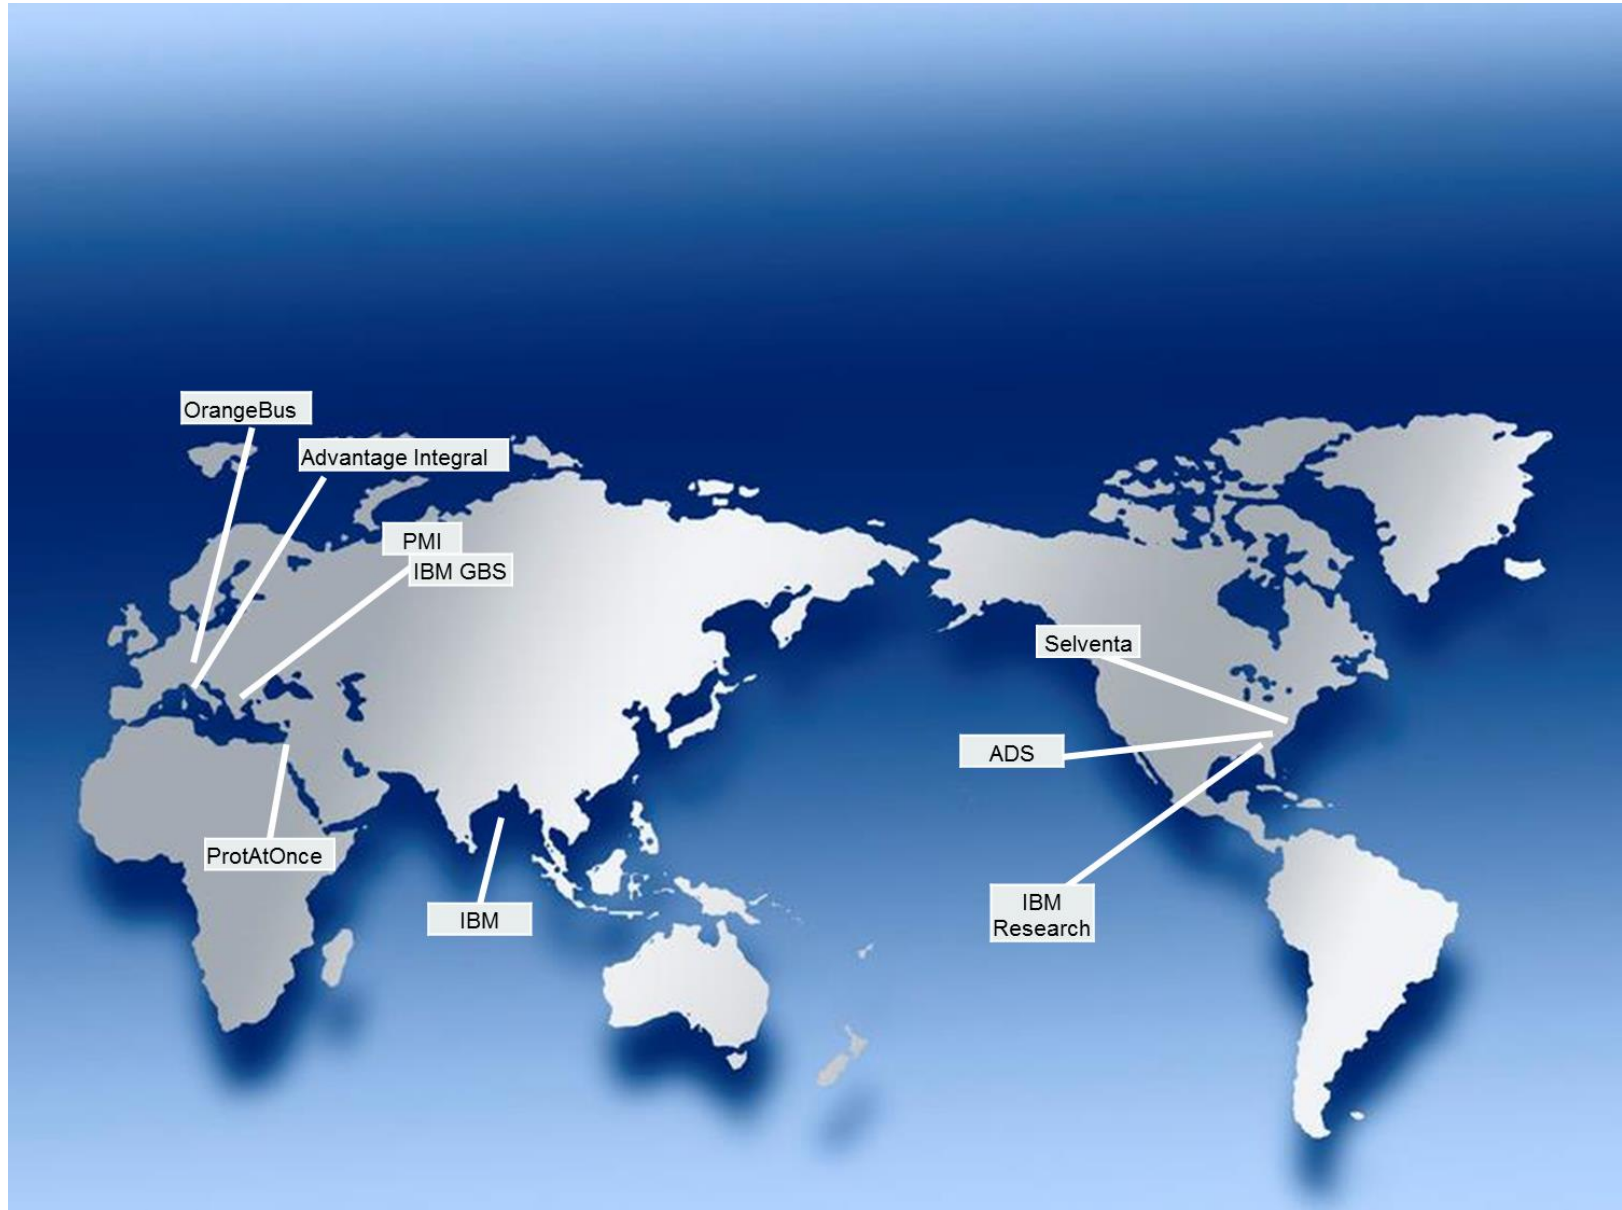 OrangeBus
Advantage Integral
PMI
IBM GBS
Selventa
ADS
ProtAtOnce
IBM
Research
IBM